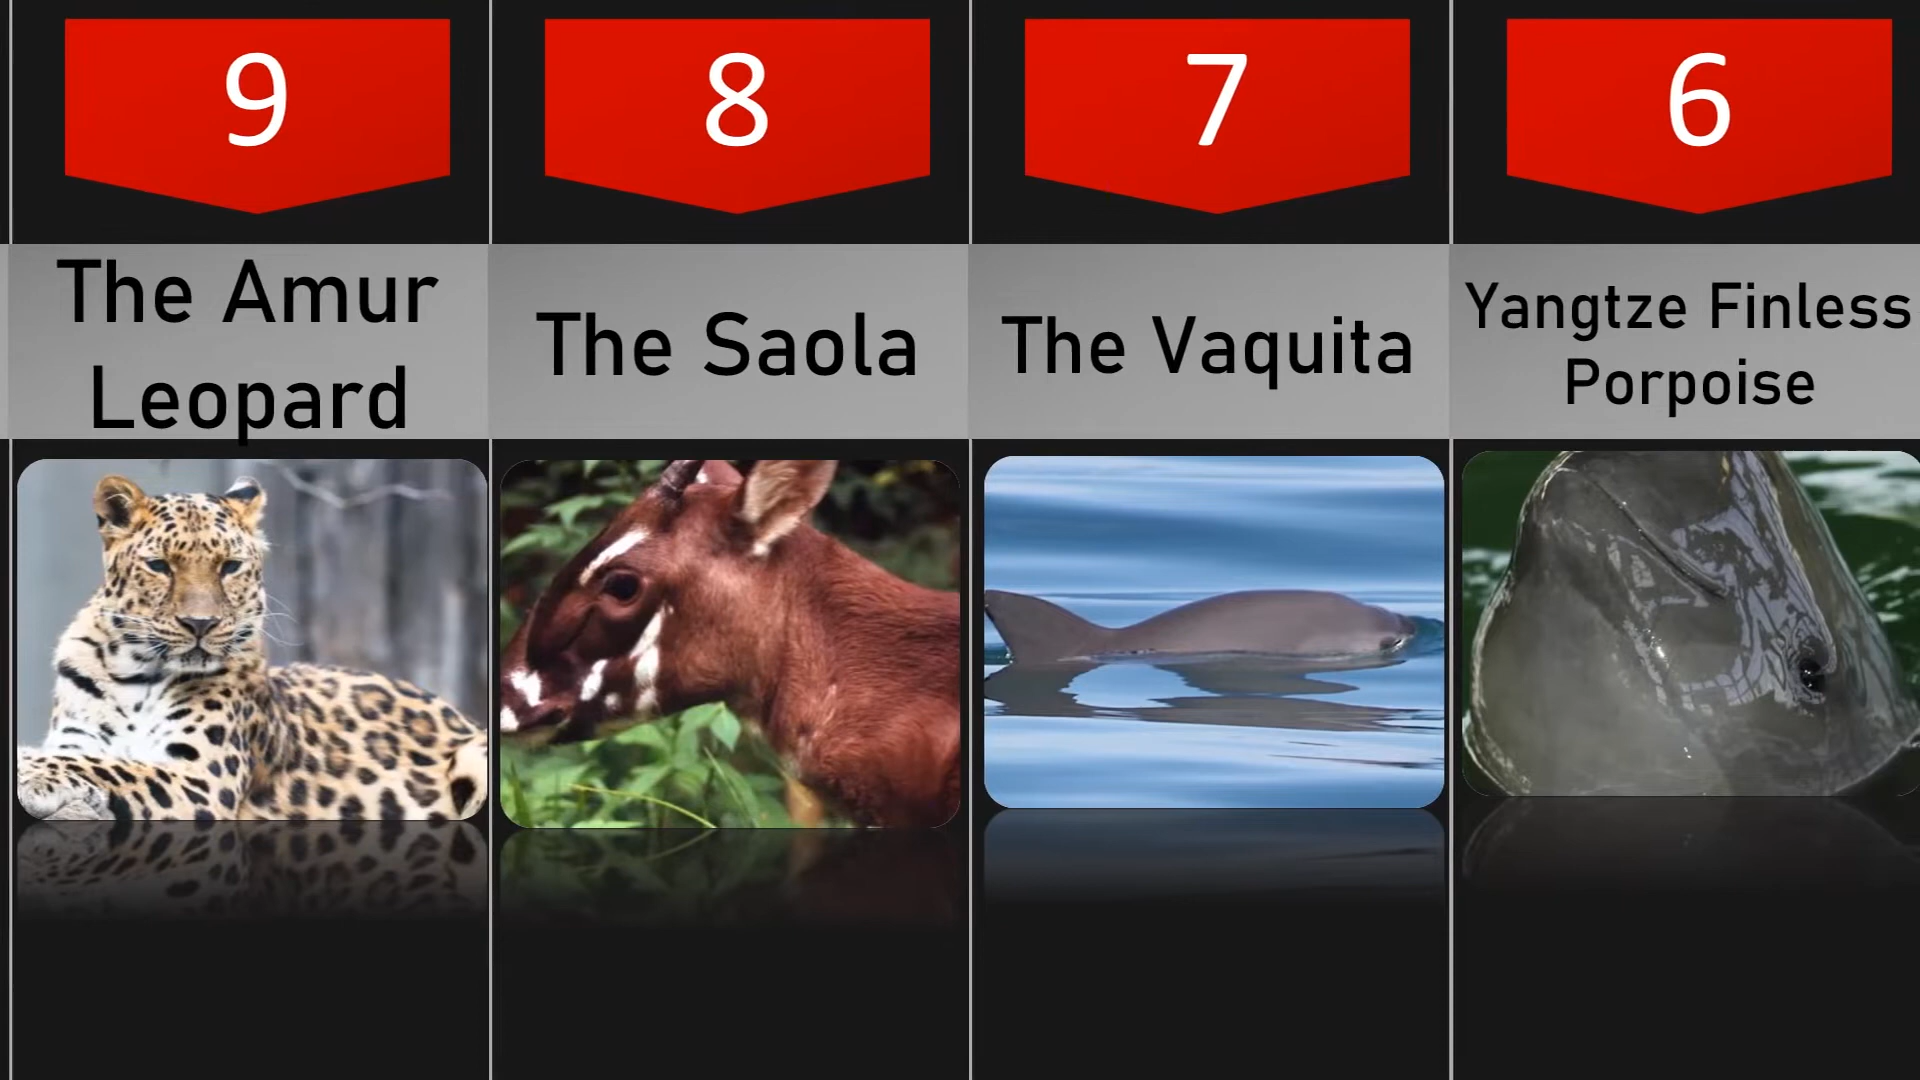 9
8
7
6
The Amur
Leopard
The Saola
The Vaquita
Yangtze Finless
Porpoise